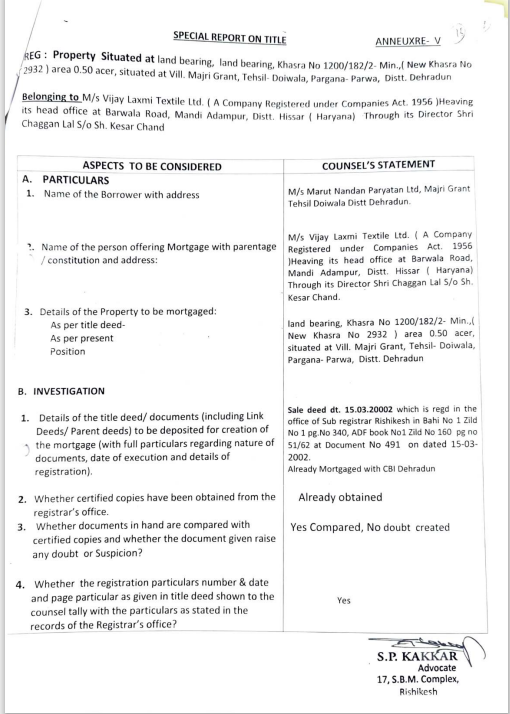 SPECIAL REPORT ON TITLE
ANNEUXRE- V
REG : Property Situated at land bearing, land bearing, Khasra No 1200/182/2- Min.,( New Khasra No
2932 ) area 0.50 acer, situated at Vill. Majri Grant, Tehsil- Doiwala, Pargana- Parwa, Distt. Dehradun
Belonging to M/s Vijay Laxmi Textile Ltd. ( A Company Registered under Companies Act. 1956 )Heaving
its head office at Barwala Road, Mandi Adampur, Distt. Hissar ( Haryana) Through its Director Shri
Chaggan Lal S/o Sh. Kesar Chand
ASPECTS TO BE CONSIDERED
COUNSEL'S STATEMENT
A. PARTICULARS
1. Name of the Borrower with address
M/s Marut Nandan Paryatan Ltd, Majri Grant
Tehsil Doiwala Distt Dehradun.
2. Name of the person offering Mortgage with parentage
/ constitution and address:
M/s Vijay Laxmi Textile Ltd. ( A Company
Registered under Companies Act. 1956
)Heaving its head office at Barwala Road,
Mandi Adampur, Distt. Hissar ( Haryana)
Through its Director Shri Chaggan Lal S/o Sh.
Kesar Chand.
3. Details of the Property to be mortgaged:
As per title deed-
As per present
Position
land bearing, Khasra No 1200/182/2- Min.,(
New Khasra No 2932 ) area 0.50 acer,
situated at Vill. Majri Grant, Tehsil- Doiwala,
Pargana- Parwa, Distt. Dehradun
B. INVESTIGATION
1. Details of the title deed/ documents (including Link
Deeds/ Parent deeds) to be deposited for creation of
the mortgage (with full particulars regarding nature of
documents, date of execution and details of
registration).
Sale deed dt. 15.03.20002 which is regd in the
office of Sub registrar Rishikesh in Bahi No 1 Zild
No 1 pg.No 340, ADF book No1 Zild No 160 pg no
51/62 at Document No 491 on dated 15-03-
2002.
Already Mortgaged with CBI Dehradun
2. Whether certified copies have been obtained from the
registrar's office.
Already obtained
3. Whether documents in hand are compared with
certified copies and whether the document given raise
any doubt or Suspicion?
Yes Compared, No doubt created
4. Whether the registration particulars number & date
and page particular as given in title deed shown to the
counsel tally with the particulars as stated in the
records of the Registrar's office?
Yes
S.P. KAKKAR
Advocate
17, S.B.M. Complex,
Rishikesh